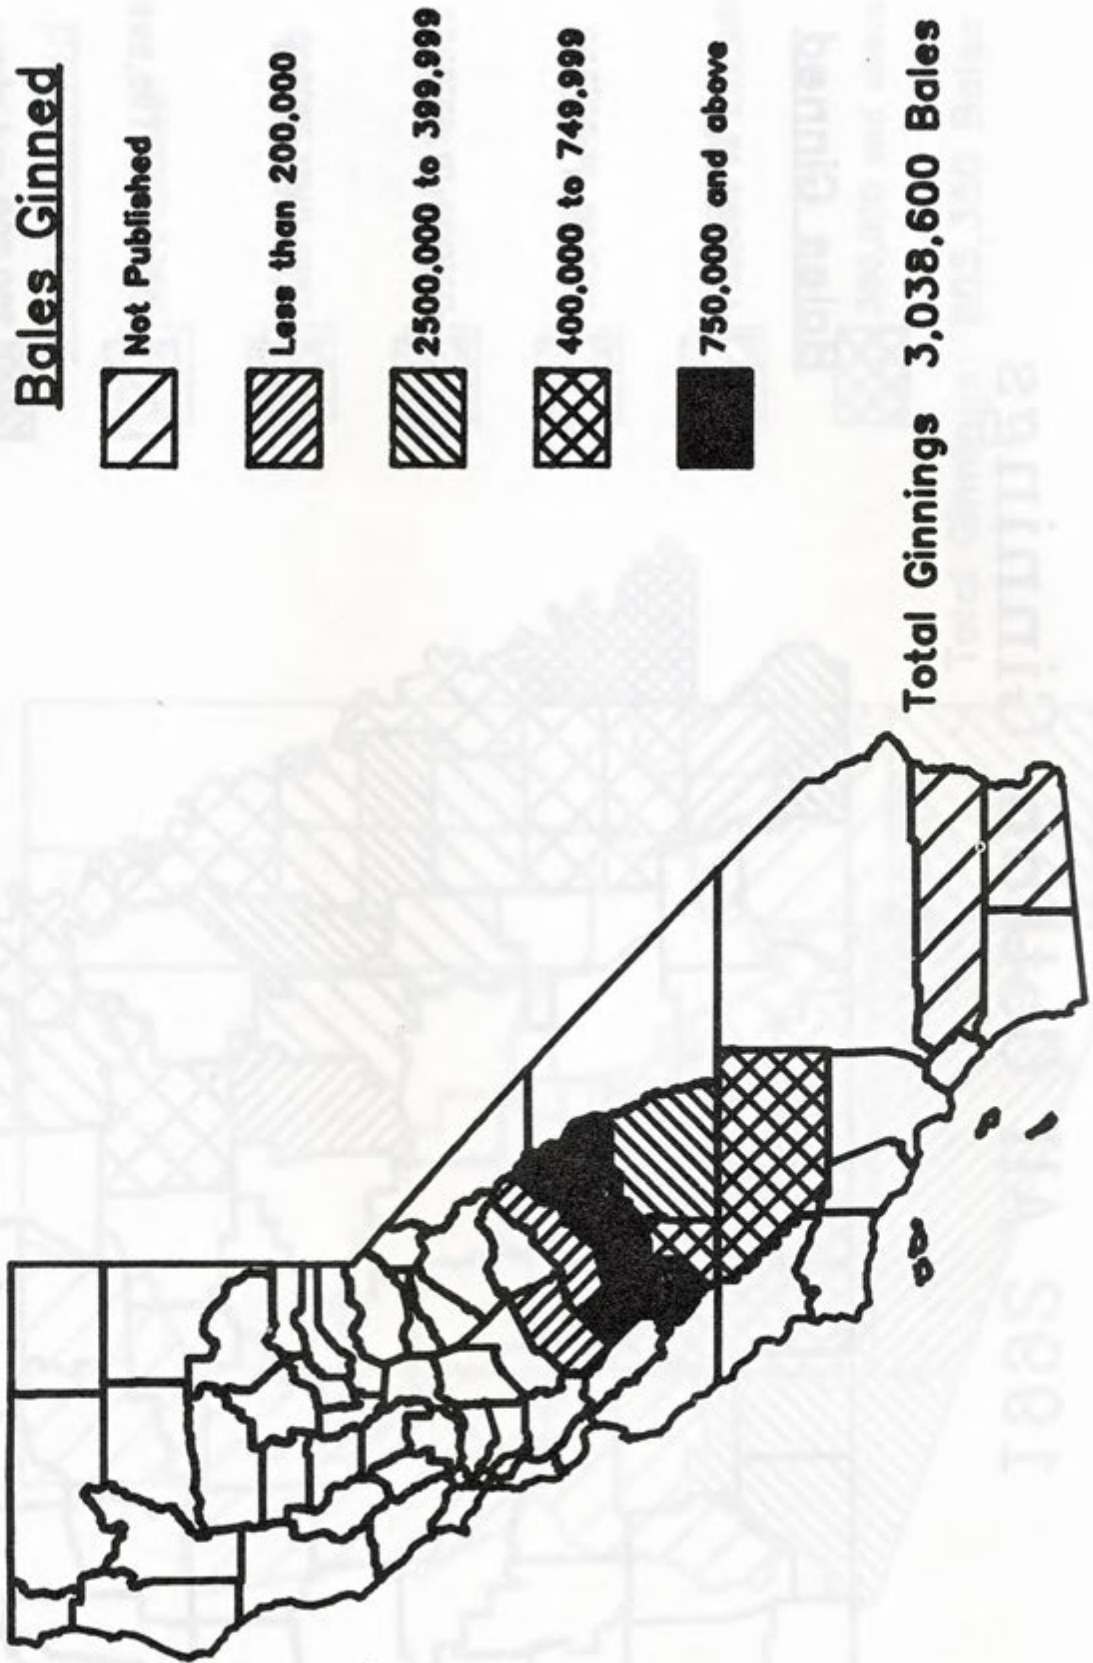 Bales Ginned
Not Published
Less than 200,000
2500,000 to 399,999
400,000 to 749,999
750,000 and above
Total Ginnings 3,038,600 Bales